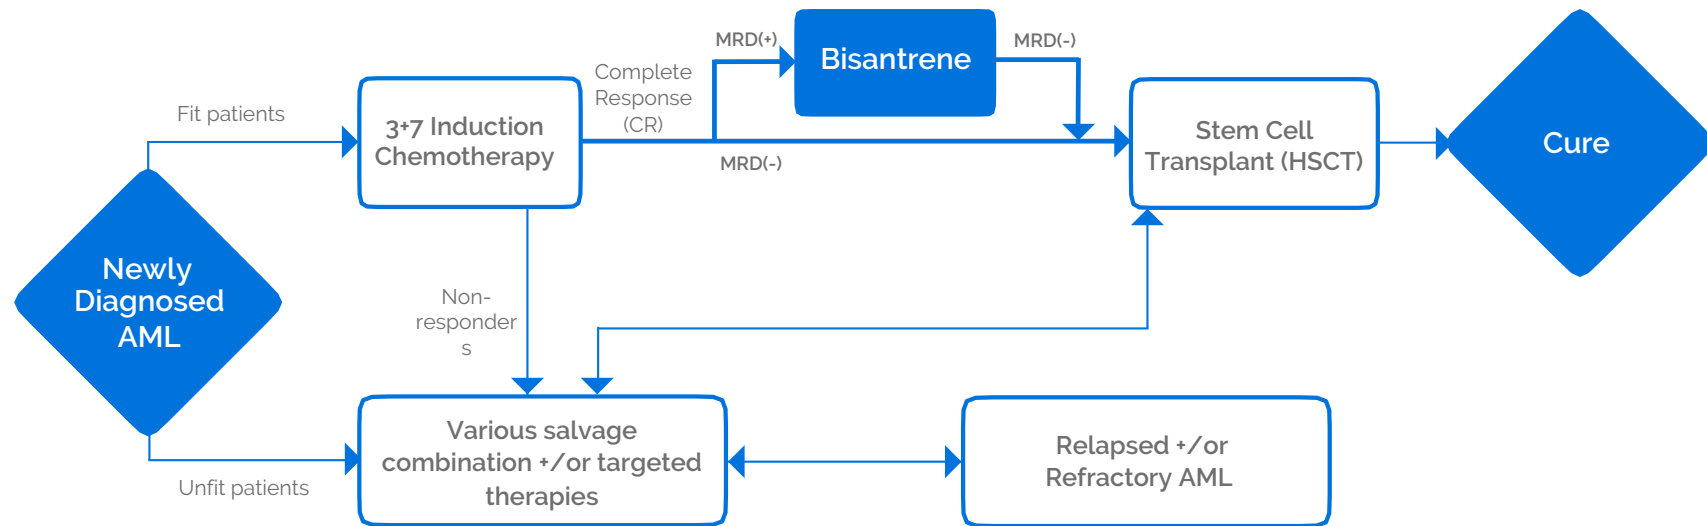 Newly
Diagnosed
AML
Fit patients
Unfit patients
3+7 Induction
Chemotherapy
Complete
Response
(CR)
MRD(+)
MRD(-)
Bisantrene
MRD(-)
Stem Cell
Transplant (HSCT)
Cure
Non-
responder
s
Various salvage
combination +/or targeted
therapies
Relapsed +/or
Refractory AML